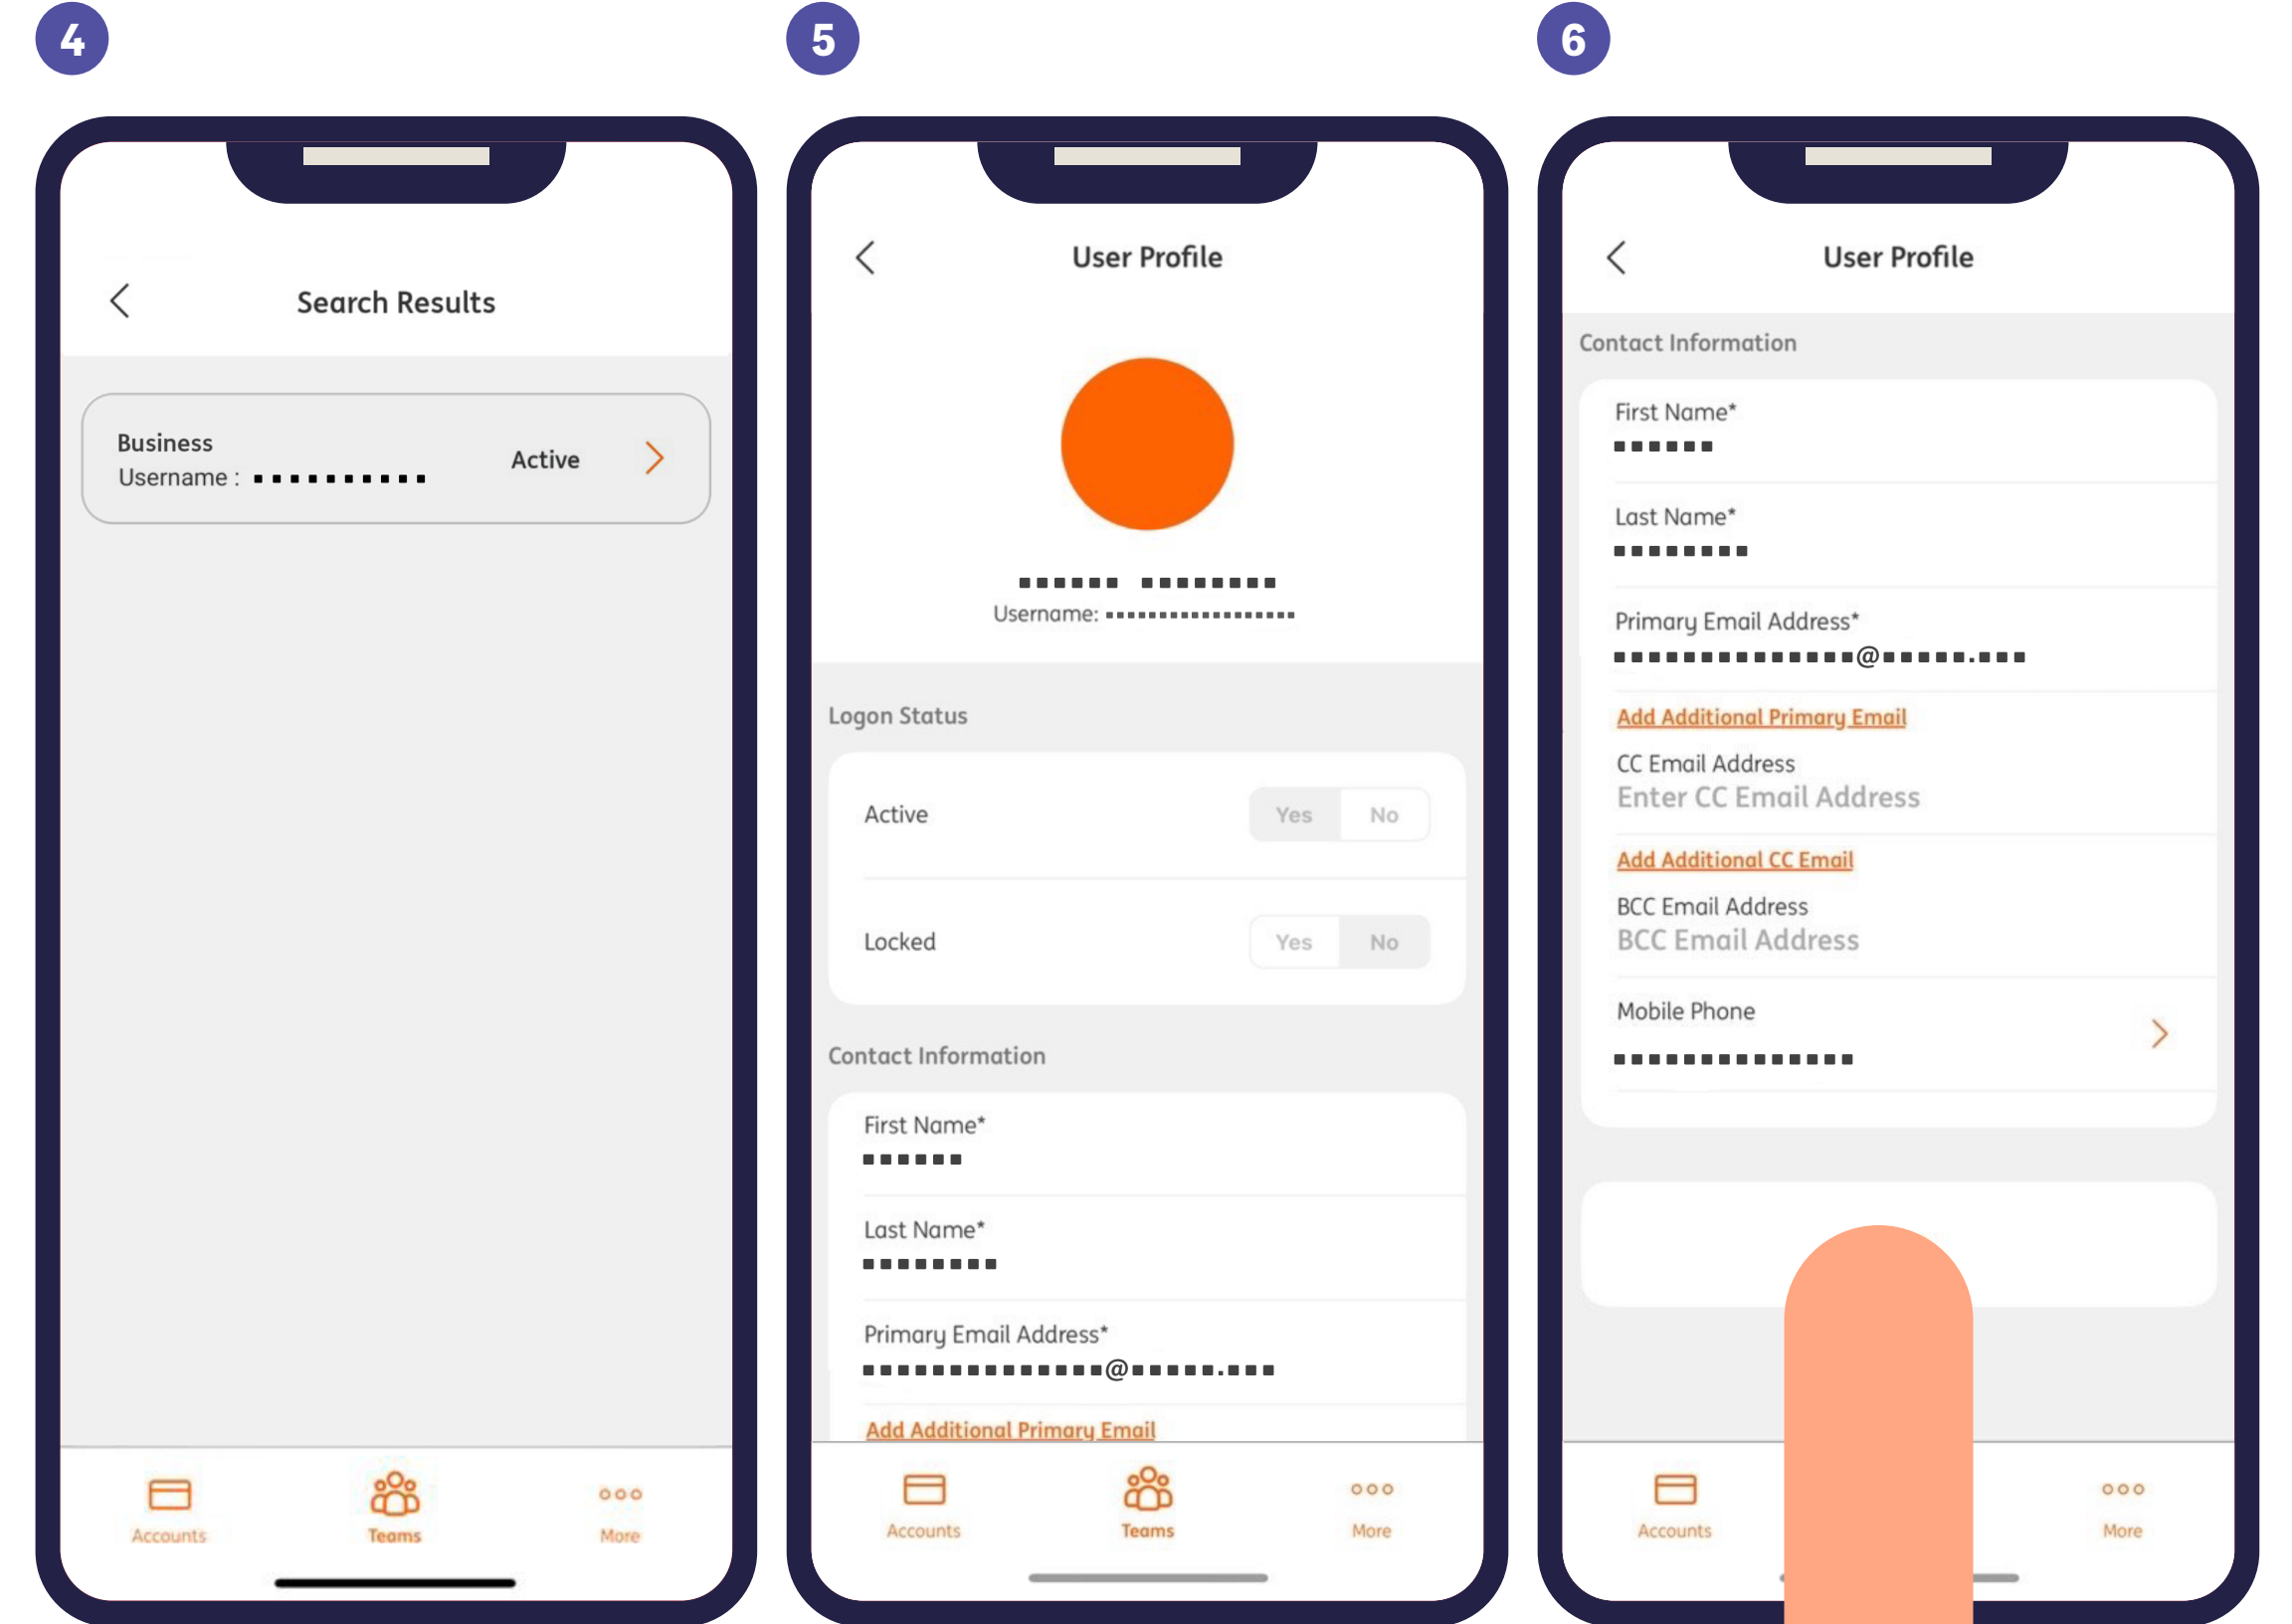 4
Search Results
Business
Username : ▪▪▪▪▪▪▪▪▪▪
Active
Accounts
Teams
More
5
User Profile
▪▪▪▪▪▪ ▪▪▪▪▪▪▪▪
Username: ▪▪▪▪▪▪▪▪▪▪▪▪▪▪▪▪▪▪
Logon Status
Active
Yes No
Locked
Yes No
Contact Information
First Name*
▪▪▪▪▪▪
Last Name*
▪▪▪▪▪▪▪▪
Primary Email Address*
▪▪▪▪▪▪▪▪▪▪▪▪▪▪@▪▪▪▪▪.▪▪▪
Add Additional Primary Email
Accounts
Teams
More
6
User Profile
Contact Information
First Name*
▪▪▪▪▪▪
Last Name*
▪▪▪▪▪▪▪▪
Primary Email Address*
▪▪▪▪▪▪▪▪▪▪▪▪▪▪@▪▪▪▪▪.▪▪▪
Add Additional Primary Email
CC Email Address
Enter CC Email Address
Add Additional CC Email
BCC Email Address
BCC Email Address
Mobile Phone
▪▪▪▪▪▪▪▪▪▪▪▪▪▪
Accounts
More